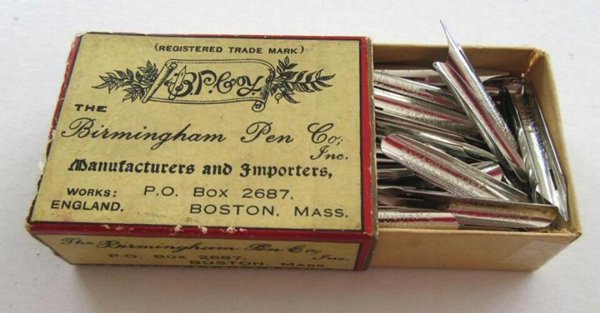 (REGISTERED TRADE MARK)
BPCoy
THE
Birmingham Pen Co,
Inc.
Manufacturers and Importers,
WORKS: P.O. BOX 2687,
ENGLAND. BOSTON, MASS.
The Birmingham Pen Co,
Inc.
P.O. BOX 2687,
BOSTON, MASS.